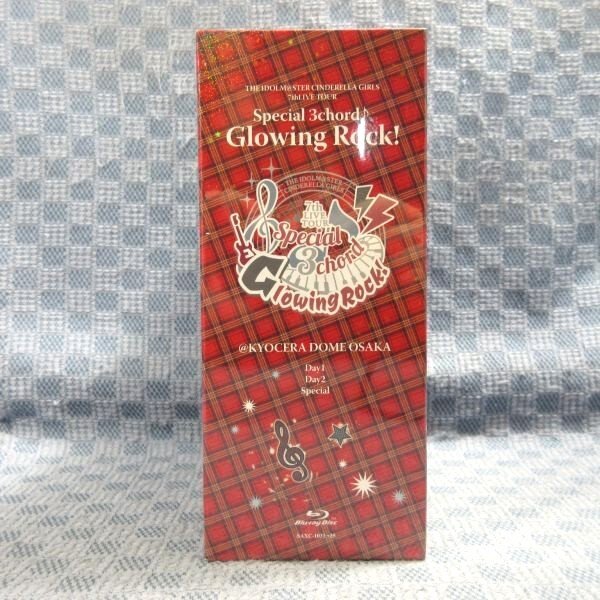 THE IDOLM@STER CINDERELLA GIRLS
7thLIVE TOUR
Special 3chord♪
Glowing Rock!
THE IDOLM@STER
CINDERELLA GIRLS
7th
LIVE
TOUR
Special
3chord
Glowing Rock!
@KYOCERA DOME OSAKA
Day1
Day2
Special
Blu-ray Disc